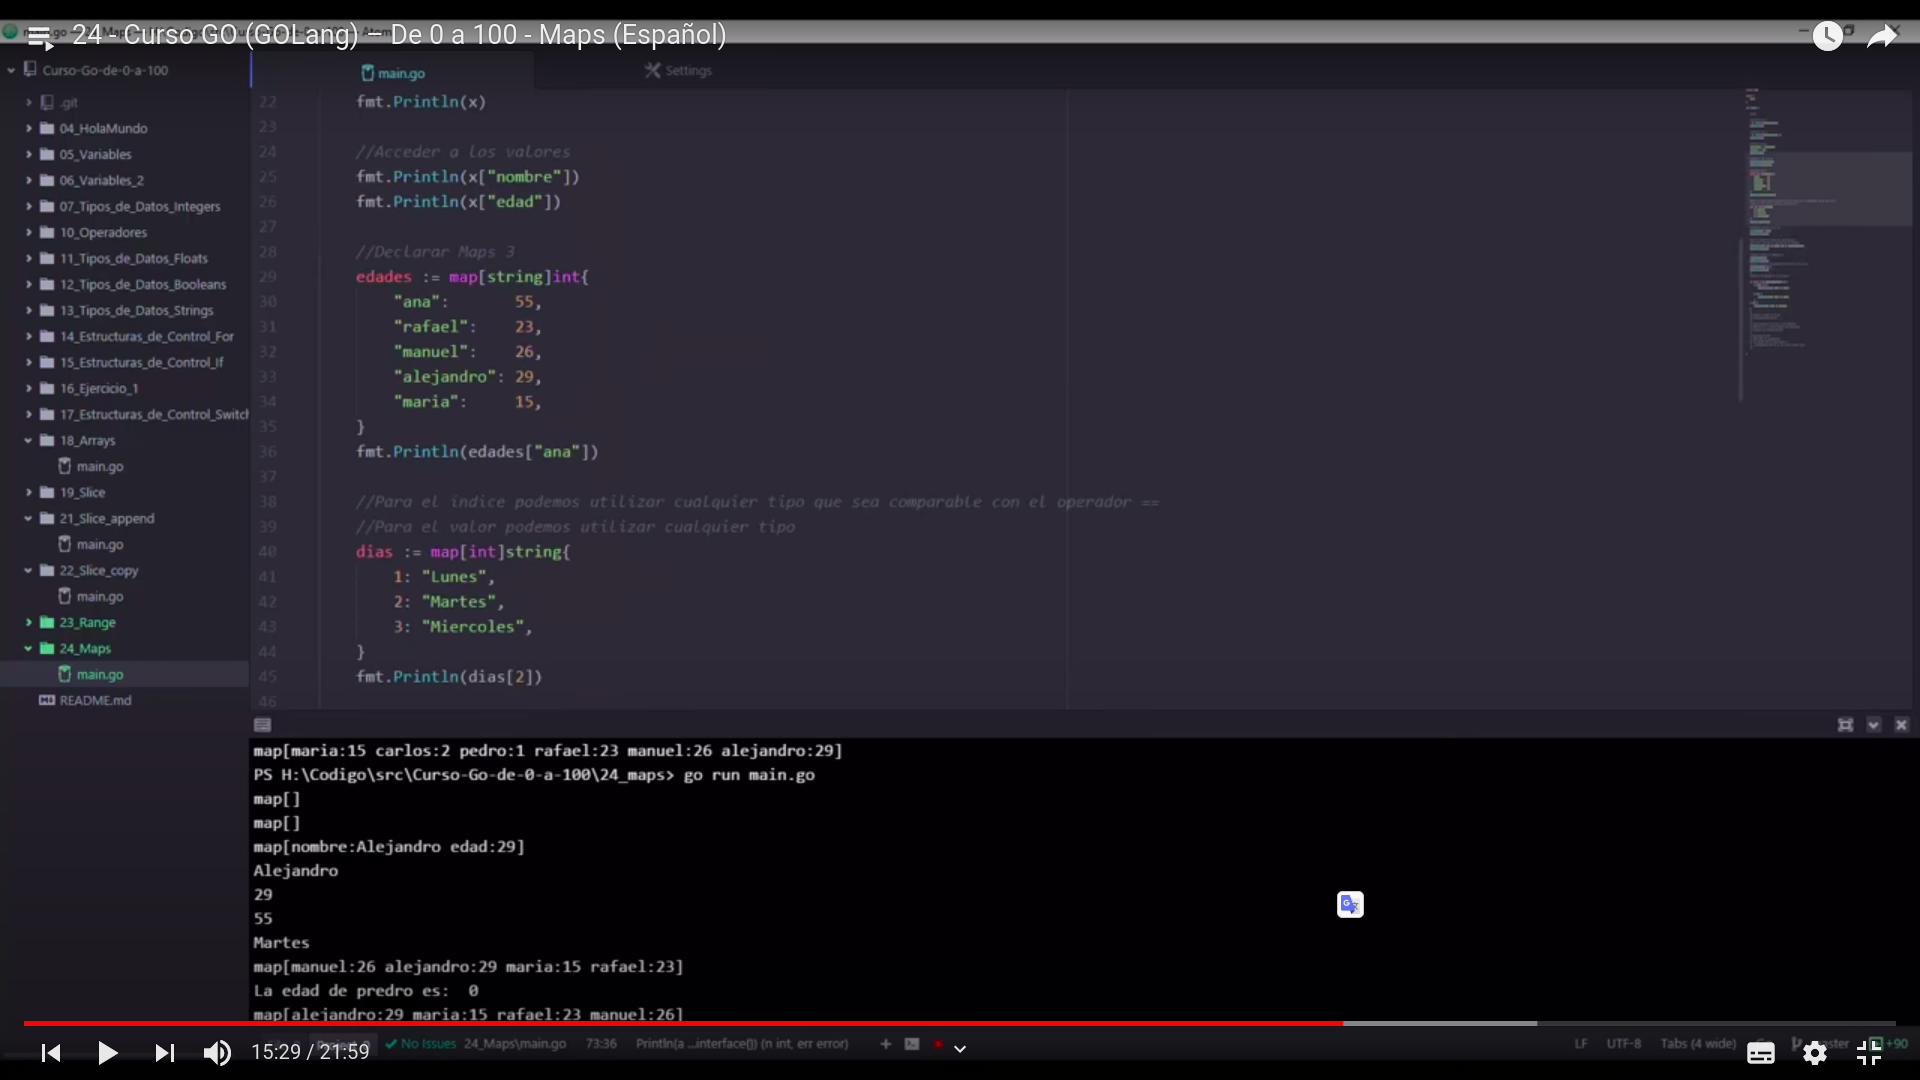 24 - Curso GO (GOLang) – De 0 a 100 - Maps (Español)
Curso-Go-de-0-a-100
main.go
Settings
.git
04_HolaMundo
05_Variables
06_Variables_2
07_Tipos_de_Datos_Integers
10_Operadores
11_Tipos_de_Datos_Floats
12_Tipos_de_Datos_Booleans
13_Tipos_de_Datos_Strings
14_Estructuras_de_Control_For
15_Estructuras_de_Control_If
16_Ejercicio_1
17_Estructuras_de_Control_Switch
18_Arrays
main.go
19_Slice
21_Slice_append
main.go
22_Slice_copy
main.go
23_Range
24_Maps
main.go
README.md
22 fmt.Println(x)
23
24 //Acceder a los valores
25 fmt.Println(x["nombre"])
26 fmt.Println(x["edad"])
27
28 //Declarar Maps 3
29 edades := map[string]int{
30 "ana": 55,
31 "rafael": 23,
32 "manuel": 26,
33 "alejandro": 29,
34 "maria": 15,
35 }
36 fmt.Println(edades["ana"])
37
38 //Para el indice podemos utilizar cualquier tipo que sea comparable con el operador ==
39 //Para el valor podemos utilizar cualquier tipo
40 dias := map[int]string{
41 1: "Lunes",
42 2: "Martes",
43 3: "Miercoles",
44 }
45 fmt.Println(dias[2])
46
map[maria:15 carlos:2 pedro:1 rafael:23 manuel:26 alejandro:29]
PS H:\Codigo\src\Curso-Go-de-0-a-100\24_maps> go run main.go
map[]
map[]
map[nombre:Alejandro edad:29]
Alejandro
29
55
Martes
map[manuel:26 alejandro:29 maria:15 rafael:23]
La edad de predro es:  0
map[alejandro:29 maria:15 rafael:23 manuel:26]
15:29 / 21:59
No Issues 24_Maps\main.go 73:36 Println(a ...interface{}) (n int, err error)
LF UTF-8 Tabs (4 wide) +90